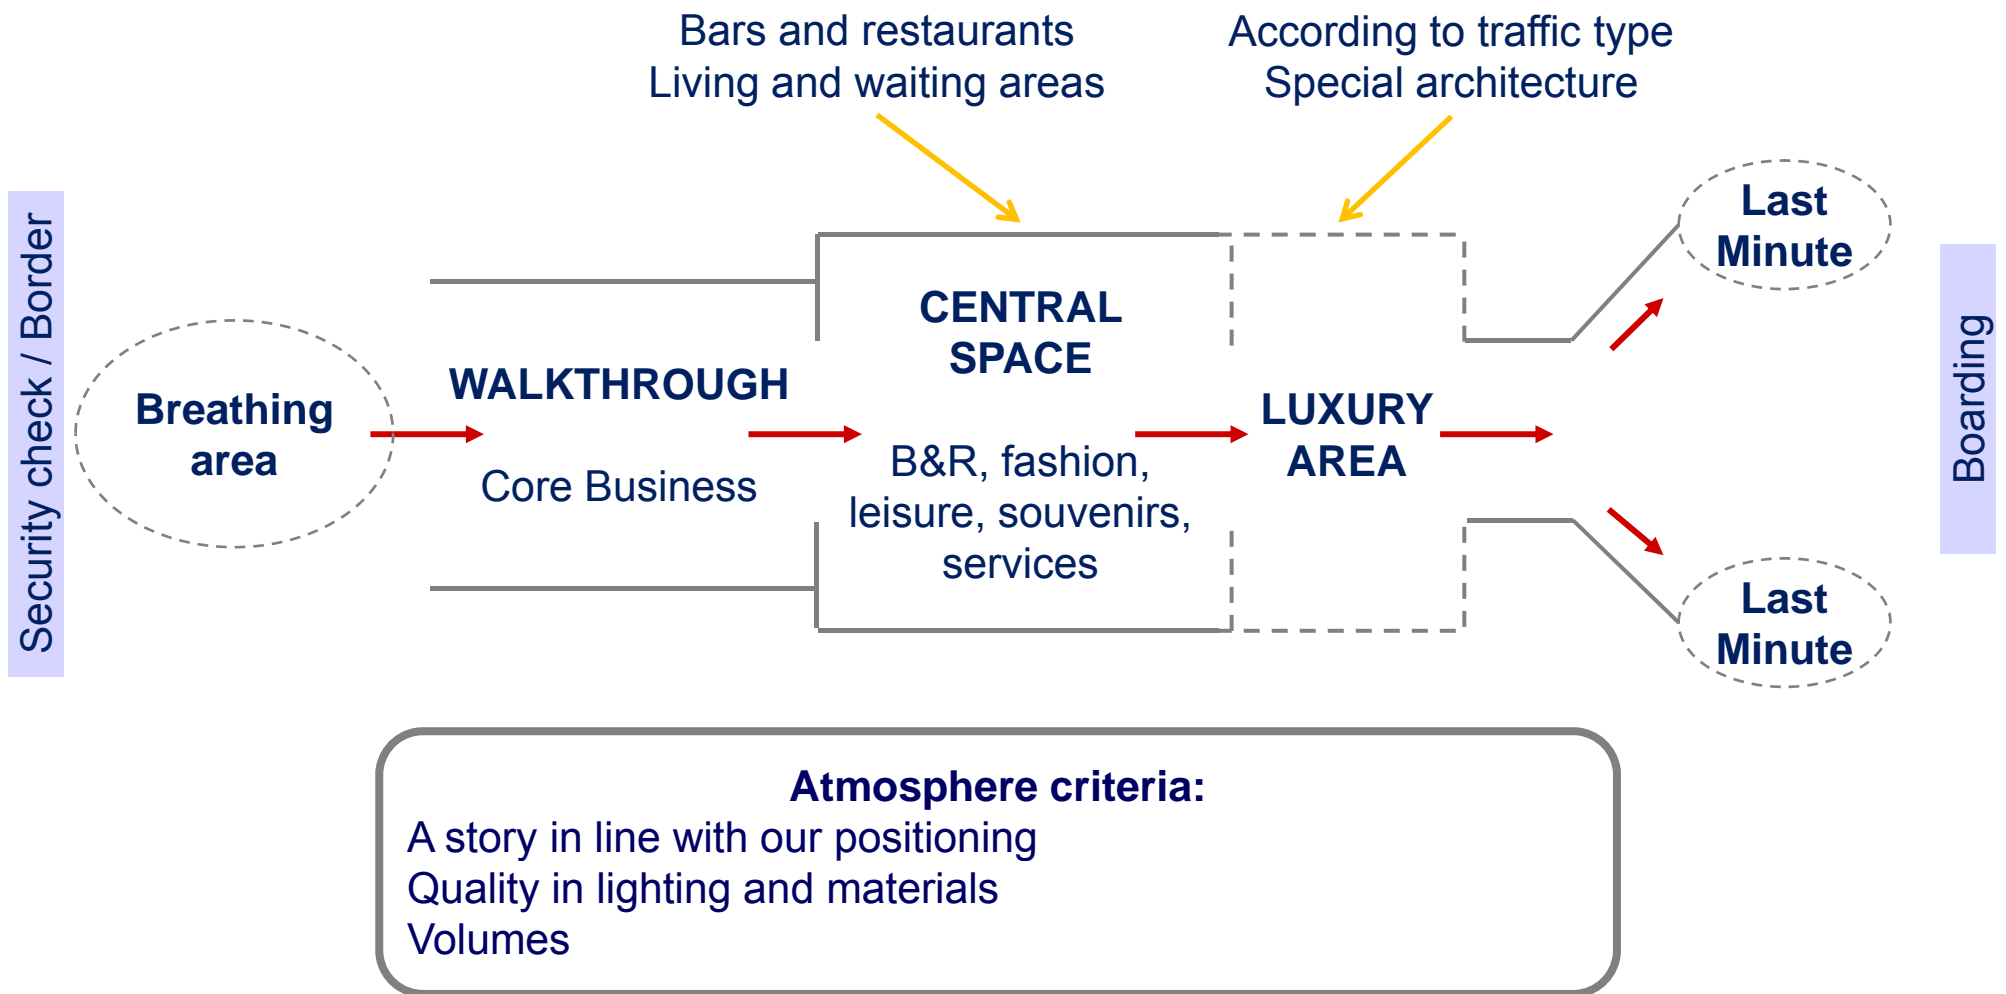 Bars and restaurants
Living and waiting areas
According to traffic type
Special architecture
Security check / Border
Breathing
area
WALKTHROUGH
Core Business
CENTRAL
SPACE
B&R, fashion,
leisure, souvenirs,
services
LUXURY
AREA
Last
Minute
Last
Minute
Boarding
Atmosphere criteria:
A story in line with our positioning
Quality in lighting and materials
Volumes